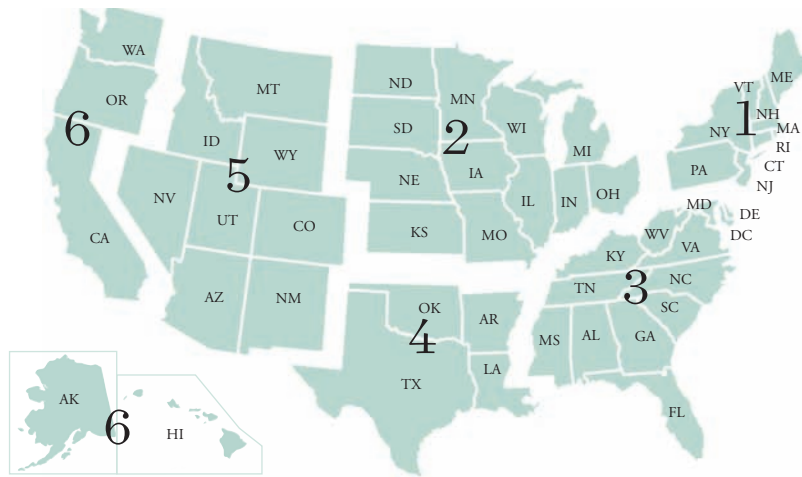 WA
OR
6
CA
MT
ID
WY
5
NV
UT
CO
AZ
NM
ND
MN
SD
2
WI
MI
NE
IA
IL
IN
OH
KS
MO
VT
ME
1
NH
NY
MA
RI
CT
NJ
PA
MD
DE
DC
WV
VA
KY
NC
TN
3
SC
MS
AL
GA
FL
OK
4
AR
LA
TX
AK
6
HI